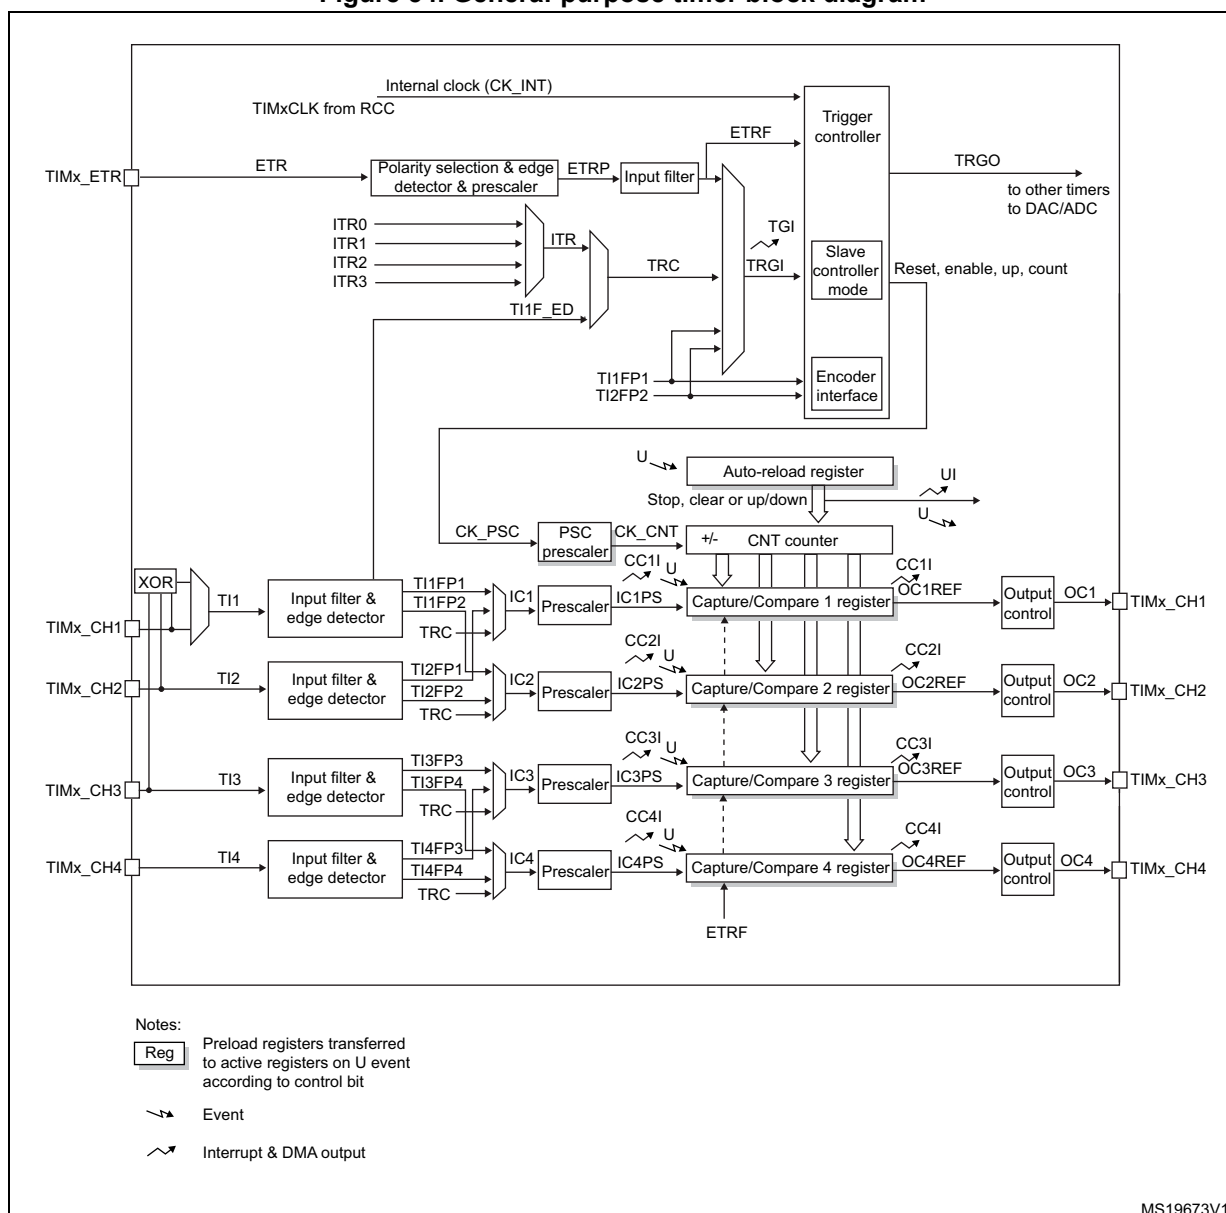 Figure 34. General-purpose timer block diagram
Internal clock (CK_INT)
TIMxCLK from RCC
Trigger
controller
ETRF
TIMx_ETR
ETR
Polarity selection & edge
detector & prescaler
ETRP
Input filter
TRGO
to other timers
to DAC/ADC
ITR0
ITR1
ITR2
ITR3
ITR
TRC
TGI
TRGI
Slave
controller
mode
Reset, enable, up, count
TI1F_ED
TI1FP1
TI2FP2
Encoder
interface
U
Auto-reload register
UI
Stop, clear or up/down
U
CK_PSC
PSC
prescaler
CK_CNT
+/-
CNT counter
XOR
TI1
TIMx_CH1
Input filter &
edge detector
TI1FP1
TI1FP2
TRC
IC1
Prescaler
IC1PS
CC1I
U
Capture/Compare 1 register
CC1I
OC1REF
Output
control
OC1
TIMx_CH1
TIMx_CH2
TI2
Input filter &
edge detector
TI2FP1
TI2FP2
TRC
IC2
Prescaler
IC2PS
CC2I
U
Capture/Compare 2 register
CC2I
OC2REF
Output
control
OC2
TIMx_CH2
TIMx_CH3
TI3
Input filter &
edge detector
TI3FP3
TI3FP4
TRC
IC3
Prescaler
IC3PS
CC3I
U
Capture/Compare 3 register
CC3I
OC3REF
Output
control
OC3
TIMx_CH3
TIMx_CH4
TI4
Input filter &
edge detector
TI4FP3
TI4FP4
TRC
IC4
Prescaler
IC4PS
CC4I
U
Capture/Compare 4 register
CC4I
OC4REF
Output
control
OC4
TIMx_CH4
ETRF
Notes:
Reg
Preload registers transferred
to active registers on U event
according to control bit
Event
Interrupt & DMA output
MS19673V1